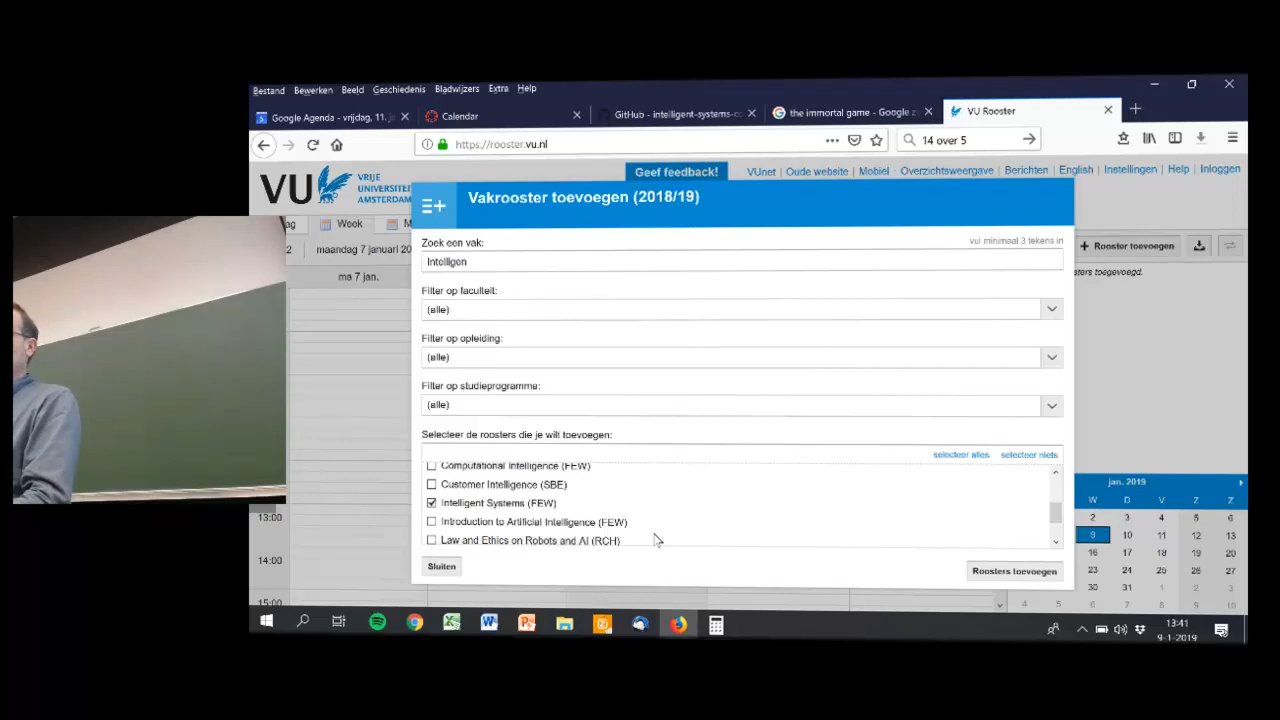 Bestand Bewerken Beeld Geschiedenis Bladwijzers Extra Help
Google Agenda - vrijdag, 11. j
Calendar
GitHub - intelligent-systems-c
the immortal game - Google z
VU Rooster
https://rooster.vu.nl
14 over 5
Geef feedback!
VUnet Oude website Mobiel Overzichtsweergave Berichten English Instellingen Help Inloggen
VU VRIJE UNIVERSITEIT AMSTERDAM
Week
maandag 7 januari 20
ma 7 jan.
Rooster toevoegen
Vakrooster toevoegen (2018/19)
Zoek een vak:
vul minimaal 3 tekens in
Intelligen
Filter op faculteit:
(alle)
Filter op opleiding:
(alle)
Filter op studieprogramma:
(alle)
Selecteer de roosters die je wilt toevoegen:
selecteer alles selecteer niets
Computational Intelligence (FEW)
Customer Intelligence (SBE)
Intelligent Systems (FEW)
Introduction to Artificial Intelligence (FEW)
Law and Ethics on Robots and AI (RCH)
Sluiten
Roosters toevoegen
13:00
14:00
15:00
jan. 2019
W D V Z Z
2 3 4 5 6
9 10 11 12 13
16 17 18 19 20
23 24 25 26 27
30 31 1 2 3
4 5 6 7 8 9 10
13:41
9-1-2019